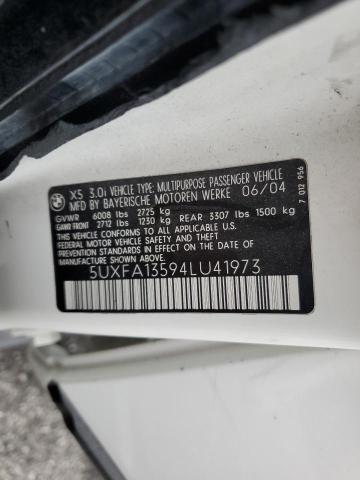 X5 3.0i VEHICLE TYPE: MULTIPURPOSE PASSENGER VEHICLE
MFD BY BAYERISCHE MOTOREN WERKE 06/04
GVWR 6008 lbs 2725 kg
GAWR FRONT 2712 lbs 1230 kg REAR 3307 lbs 1500 kg
THIS VEHICLE CONFORMS TO ALL APPLICABLE FEDERAL
MOTOR VEHICLE SAFETY, BUMPER, AND THEFT
PREVENTION STANDARDS IN EFFECT ON THE DATE OF
MANUFACTURE SHOWN ABOVE.
5UXFA13594LU41973
7 012 956